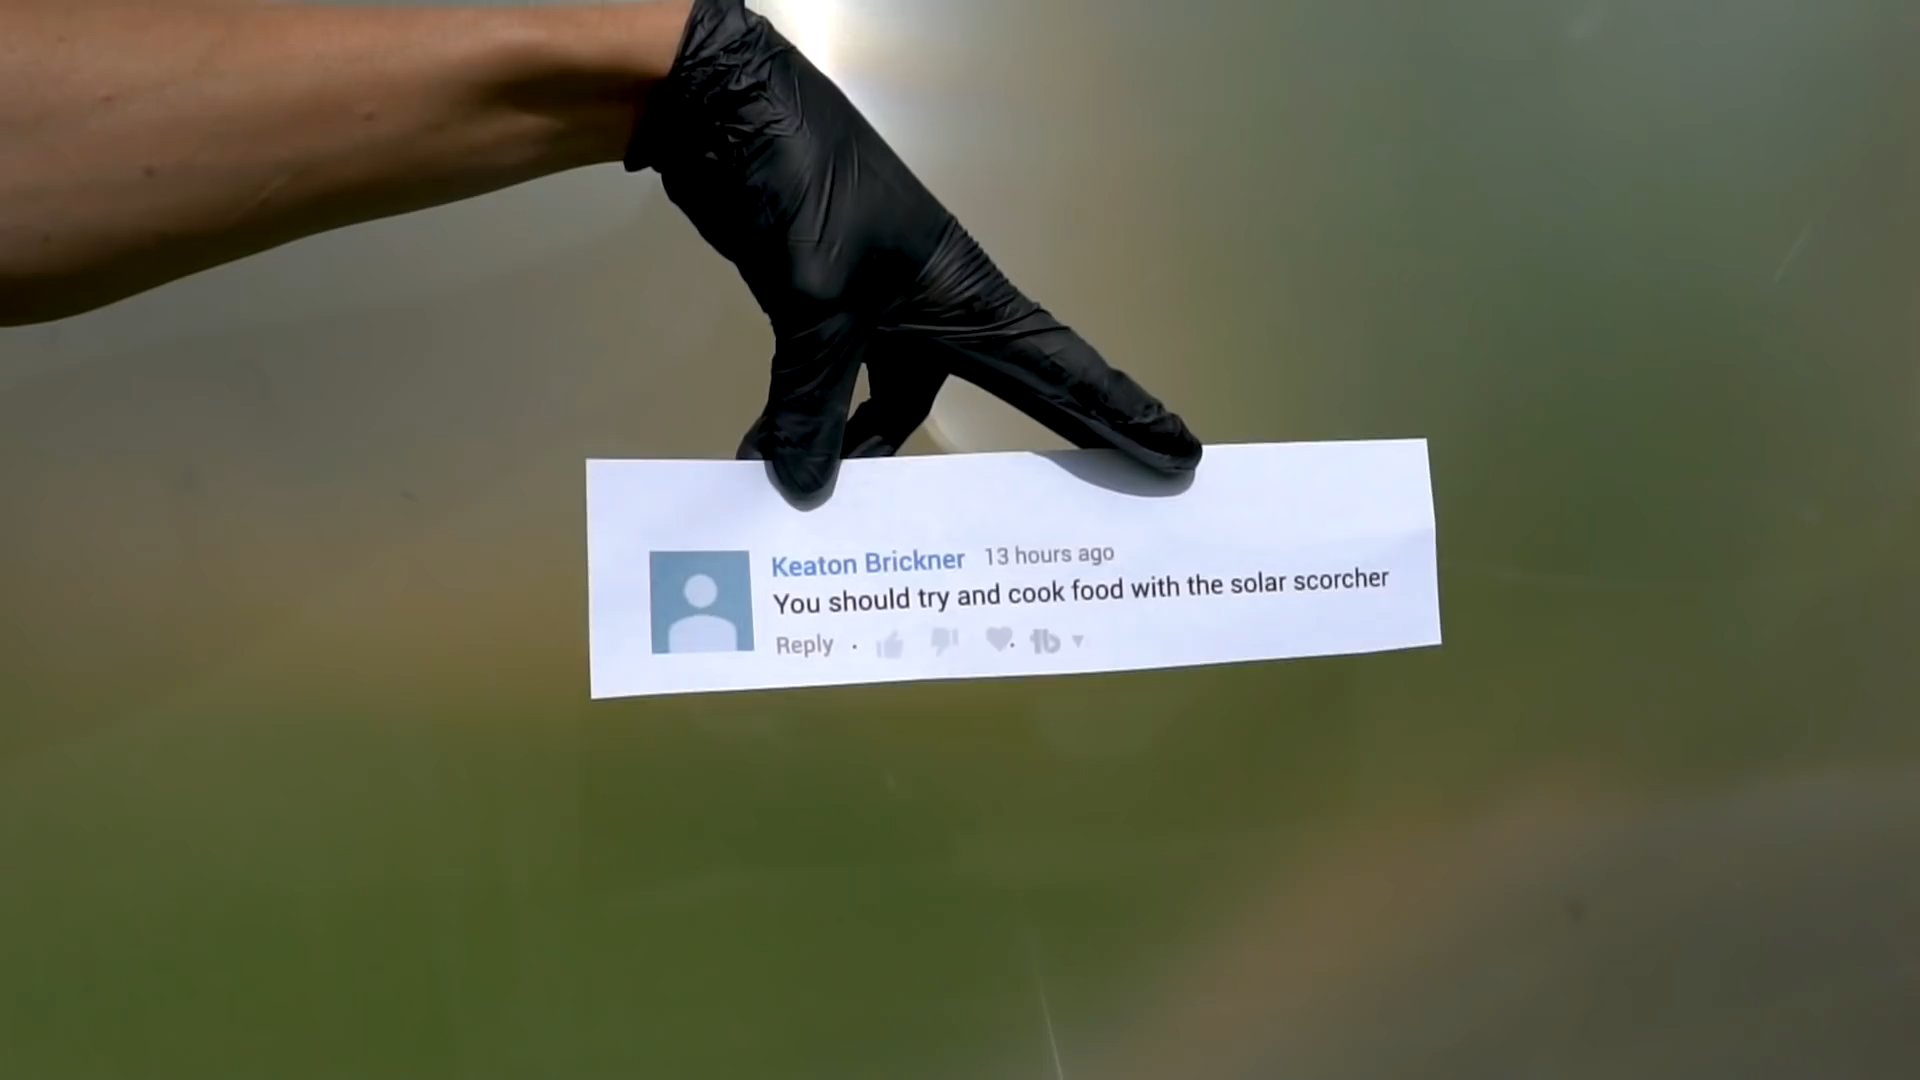 Keaton Brickner 13 hours ago
You should try and cook food with the solar scorcher
Reply